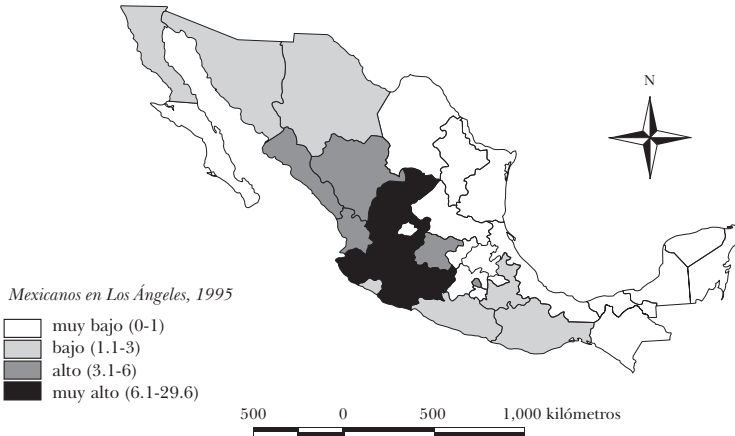 N
Mexicanos en Los Ángeles, 1995
muy bajo (0-1)
bajo (1.1-3)
alto (3.1-6)
muy alto (6.1-29.6)
500 0 500 1,000 kilómetros